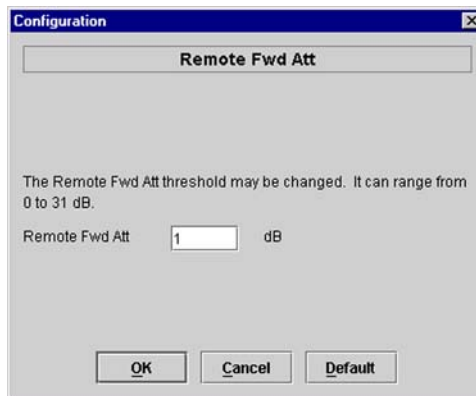 Configuration
Remote Fwd Att
The Remote Fwd Att threshold may be changed. It can range from
0 to 31 dB.
Remote Fwd Att 1 dB
OK Cancel Default